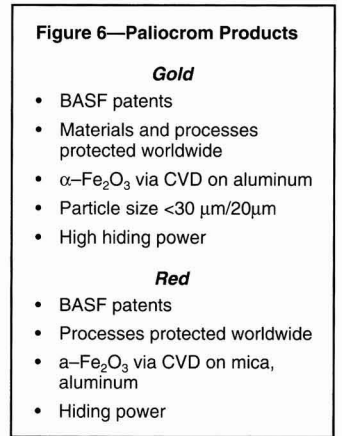 Figure 6—Paliocrom Products
Gold
• BASF patents
• Materials and processes
protected worldwide
• α–Fe₂O₃ via CVD on aluminum
• Particle size <30 µm/20µm
• High hiding power
Red
• BASF patents
• Processes protected worldwide
• a–Fe₂O₃ via CVD on mica,
aluminum
• Hiding power